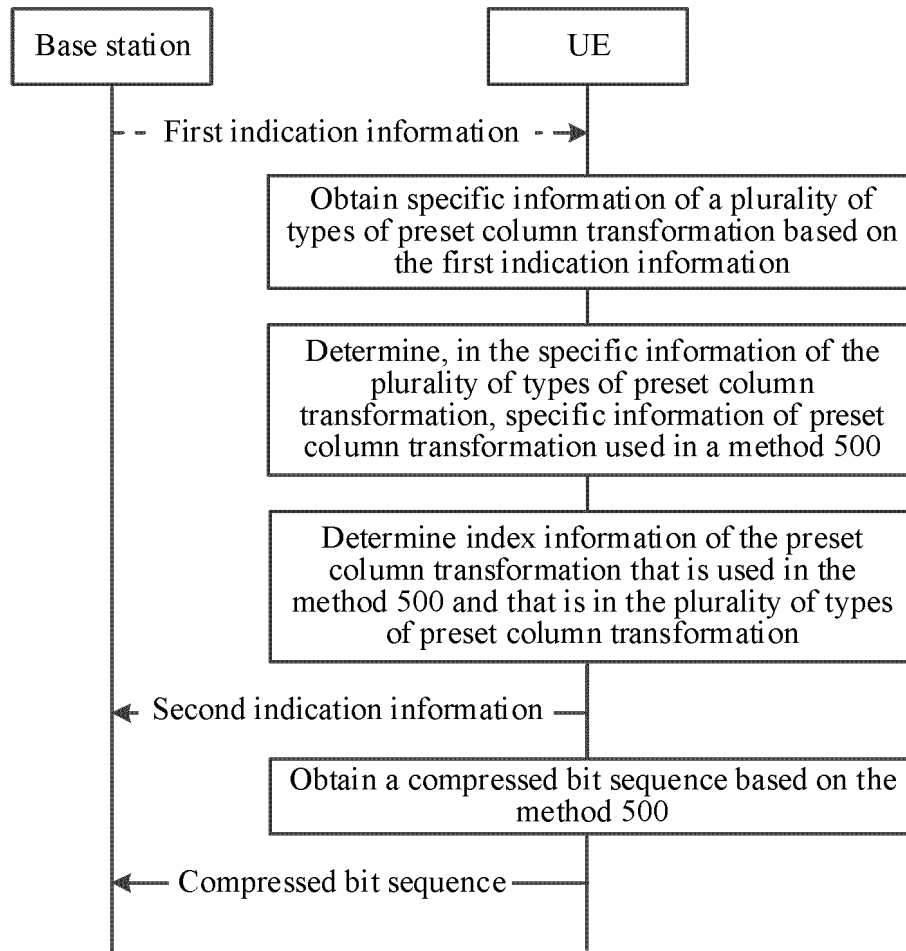 Base station
UE
First indication information
Obtain specific information of a plurality of
types of preset column transformation based on
the first indication information
Determine, in the specific information of the
plurality of types of preset column
transformation, specific information of preset
column transformation used in a method 500
Determine index information of the preset
column transformation that is used in the
method 500 and that is in the plurality of types
of preset column transformation
Second indication information
Obtain a compressed bit sequence based on the
method 500
Compressed bit sequence